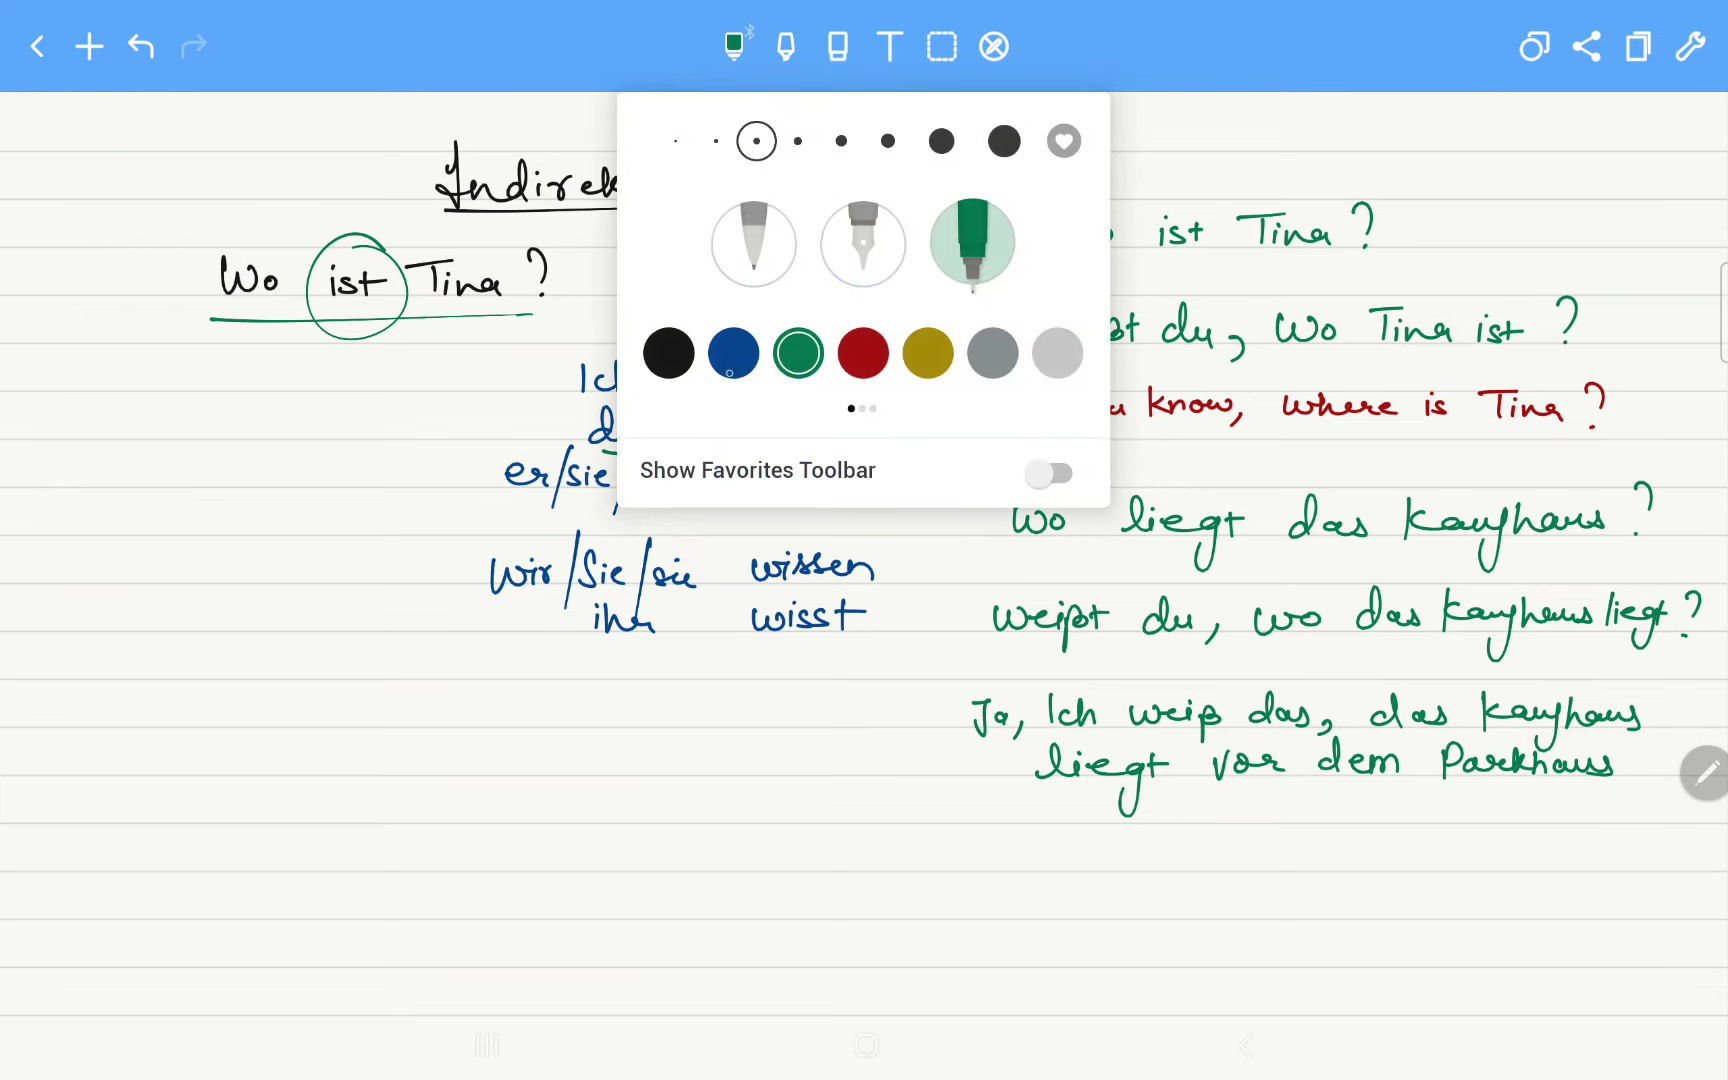 Wo ist Tina?
Ich
er/sie
Wir/Sie/sie wissen
ihr wisst
Show Favorites Toolbar
ist Tina?
du, Wo Tina ist?
know, where is Tina?
Wo liegt das Kaufhaus?
Weißt du, wo das Kaufhaus liegt?
Ja, Ich weiß das, das Kaufhaus
liegt vor dem Parkhaus